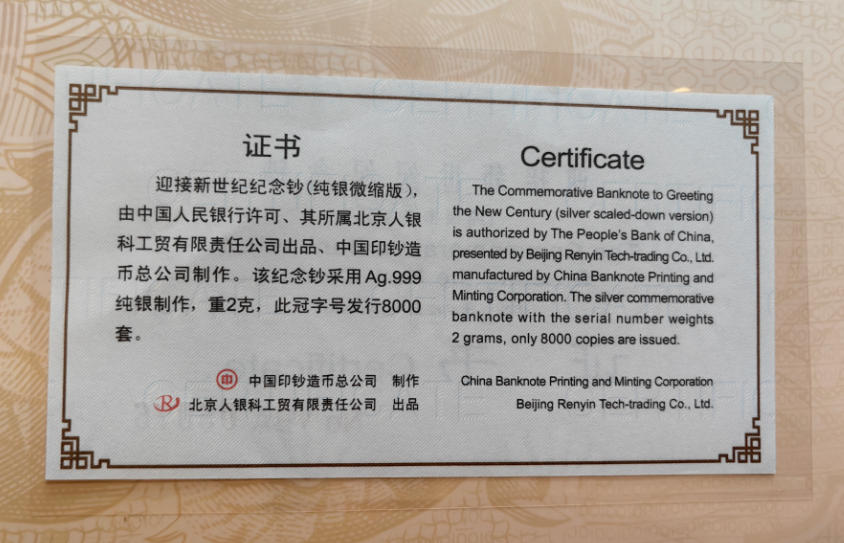 证书
迎接新世纪纪念钞(纯银微缩版),
由中国人民银行许可、其所属北京人银
科工贸有限责任公司出品、中国印钞造
币总公司制作。该纪念钞采用Ag.999
纯银制作，重2克，此冠字号发行8000
套。
中国印钞造币总公司 制作
北京人银科工贸有限责任公司 出品
Certificate
The Commemorative Banknote to Greeting
the New Century (silver scaled-down version)
is authorized by The People's Bank of China,
presented by Beijing Renyin Tech-trading Co., Ltd.
manufactured by China Banknote Printing and
Minting Corporation. The silver commemorative
banknote with the serial number weights
2 grams, only 8000 copies are issued.
China Banknote Printing and Minting Corporation
Beijing Renyin Tech-trading Co., Ltd.